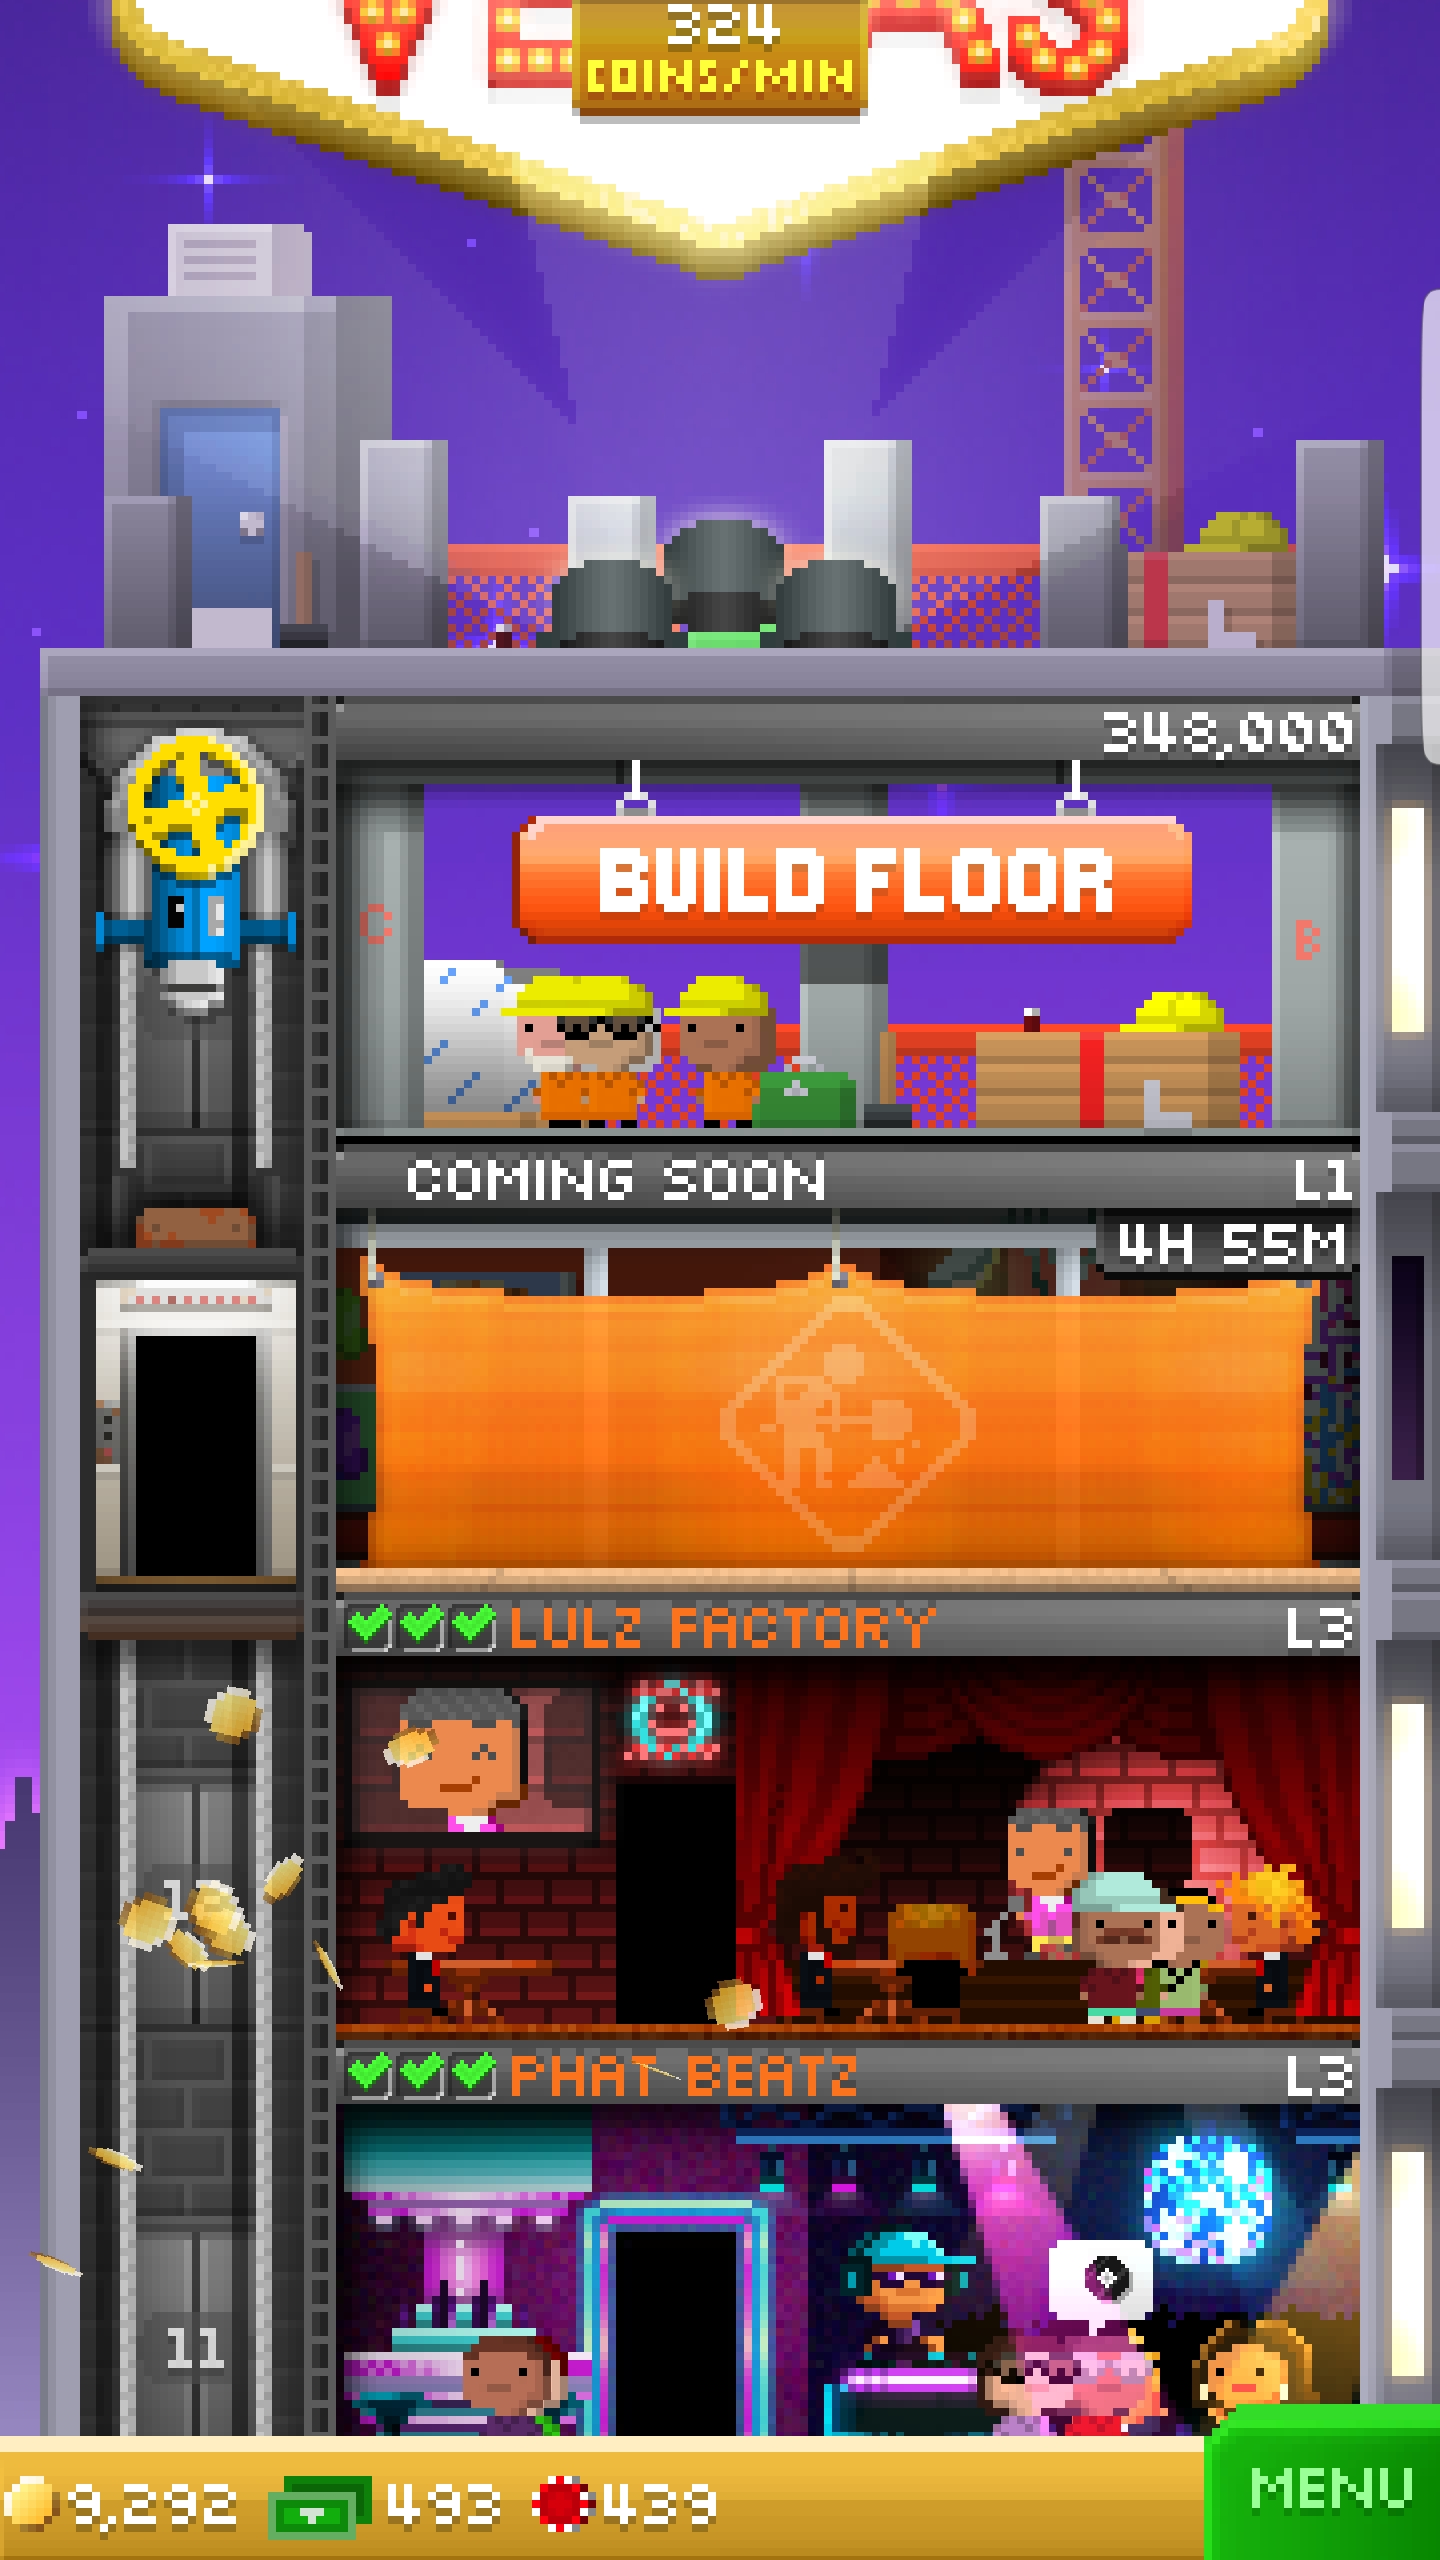 324
COINS/MIN
348,000
C
BUILD FLOOR
B
COMING SOON L1
4H 55M
LULZ FACTORY L3
PHAT BEATZ L3
11
9,292 493 439
MENU